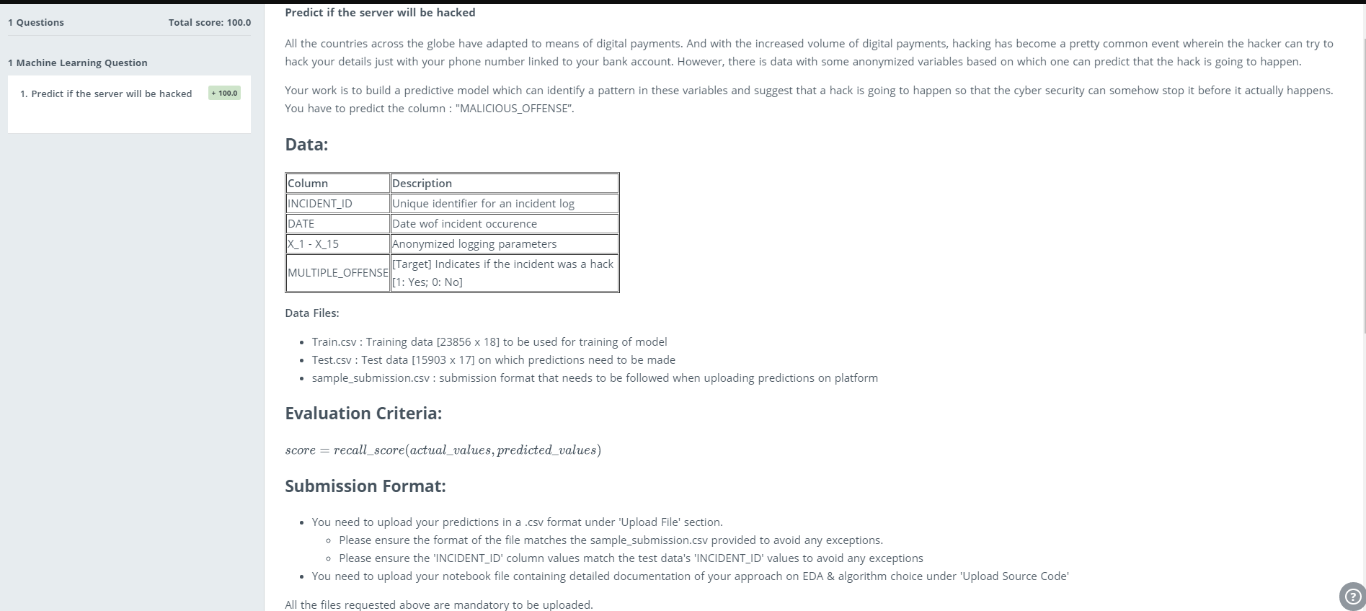 1 Questions
Total score: 100.0
1 Machine Learning Question
1. Predict if the server will be hacked
+ 100.0
Predict if the server will be hacked
All the countries across the globe have adapted to means of digital payments. And with the increased volume of digital payments, hacking has become a pretty common event wherein the hacker can try to
hack your details just with your phone number linked to your bank account. However, there is data with some anonymized variables based on which one can predict that the hack is going to happen.
Your work is to build a predictive model which can identify a pattern in these variables and suggest that a hack is going to happen so that the cyber security can somehow stop it before it actually happens.
You have to predict the column : "MALICIOUS_OFFENSE".
Data:
Column Description
INCIDENT_ID Unique identifier for an incident log
DATE Date wof incident occurence
X_1 - X_15 Anonymized logging parameters
MULTIPLE_OFFENSE [Target] Indicates if the incident was a hack
[1: Yes; 0: No]
Data Files:
• Train.csv : Training data [23856 x 18] to be used for training of model
• Test.csv : Test data [15903 x 17] on which predictions need to be made
• sample_submission.csv : submission format that needs to be followed when uploading predictions on platform
Evaluation Criteria:
score = recall_score(actual_values, predicted_values)
Submission Format:
• You need to upload your predictions in a .csv format under 'Upload File' section.
◦ Please ensure the format of the file matches the sample_submission.csv provided to avoid any exceptions.
◦ Please ensure the 'INCIDENT_ID' column values match the test data's 'INCIDENT_ID' values to avoid any exceptions
• You need to upload your notebook file containing detailed documentation of your approach on EDA & algorithm choice under 'Upload Source Code'
All the files requested above are mandatory to be uploaded.
?